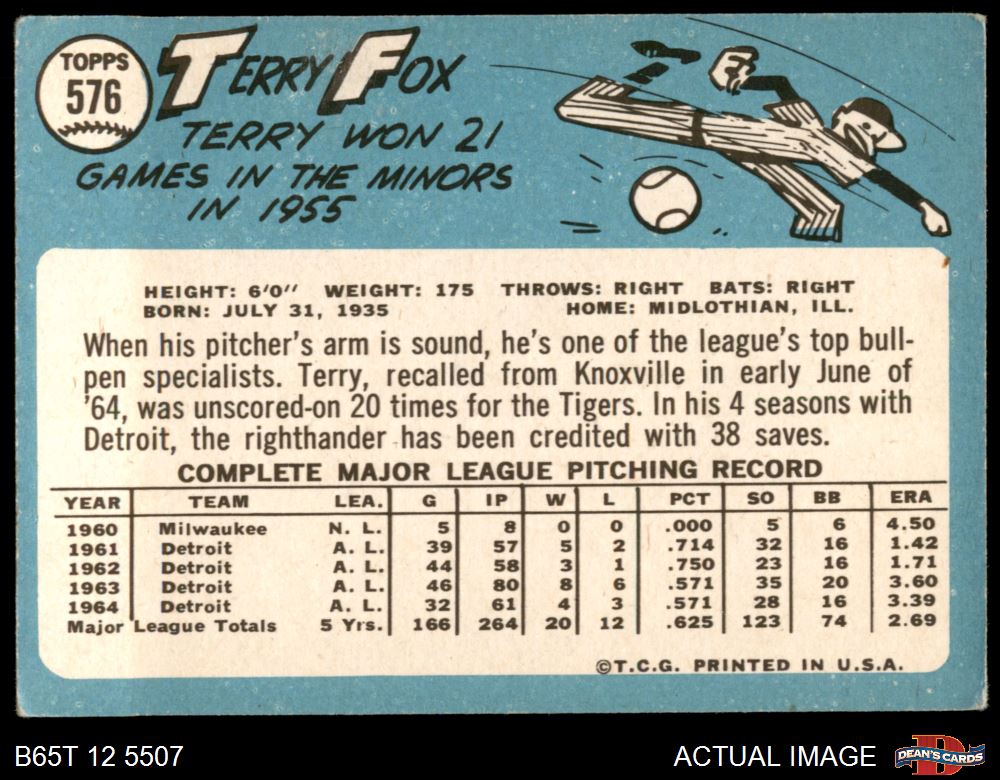 TOPPS
576
TERRY FOX
TERRY WON 21
GAMES IN THE MINORS
IN 1955
F
HEIGHT: 6'0" WEIGHT: 175 THROWS: RIGHT BATS: RIGHT
BORN: JULY 31, 1935 HOME: MIDLOTHIAN, ILL.
When his pitcher's arm is sound, he's one of the league's top bull-
pen specialists. Terry, recalled from Knoxville in early June of
'64, was unscored-on 20 times for the Tigers. In his 4 seasons with
Detroit, the righthander has been credited with 38 saves.
COMPLETE MAJOR LEAGUE PITCHING RECORD
YEAR TEAM LEA. G IP W L PCT SO BB ERA
1960 Milwaukee N. L. 5 8 0 0 .000 5 6 4.50
1961 Detroit A. L. 39 57 5 2 .714 32 16 1.42
1962 Detroit A. L. 44 58 3 1 .750 23 16 1.71
1963 Detroit A. L. 46 80 8 6 .571 35 20 3.60
1964 Detroit A. L. 32 61 4 3 .571 28 16 3.39
Major League Totals 5 Yrs. 166 264 20 12 .625 123 74 2.69
©T.C.G. PRINTED IN U.S.A.
B65T 12 5507 ACTUAL IMAGE D DEAN'S CARDS